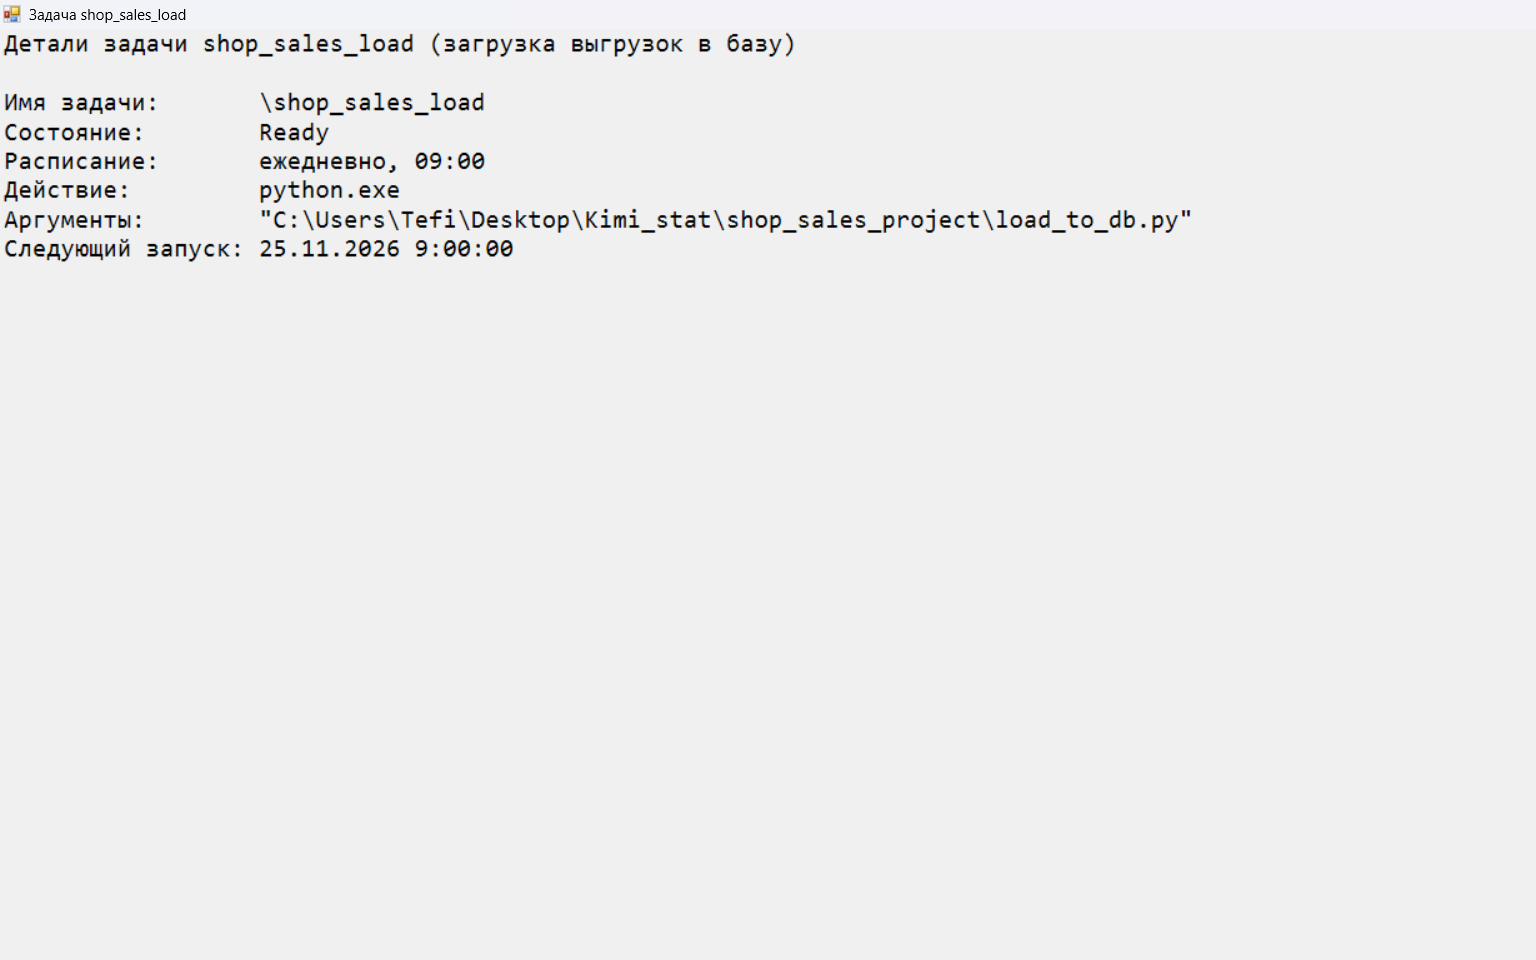 Задача shop_sales_load
Детали задачи shop_sales_load (загрузка выгрузок в базу)
Имя задачи: \shop_sales_load
Состояние: Ready
Расписание: ежедневно, 09:00
Действие: python.exe
Аргументы: "C:\Users\Tefi\Desktop\Kimi_stat\shop_sales_project\load_to_db.py"
Следующий запуск: 25.11.2026 9:00:00